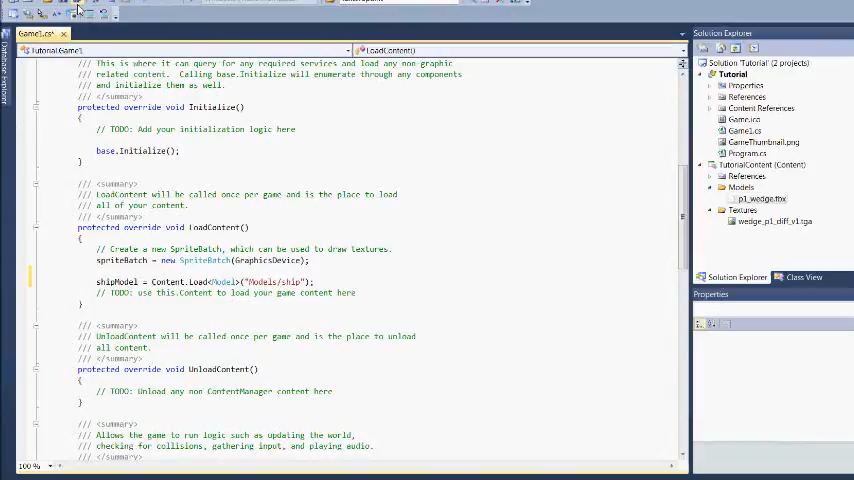 Game1.cs*
Tutorial.Game1
LoadContent()
Database Explorer
/// This is where it can query for any required services and load any non-graphic
/// related content.  Calling base.Initialize will enumerate through any components
/// and initialize them as well.
/// </summary>
protected override void Initialize()
{
// TODO: Add your initialization logic here
base.Initialize();
}
/// <summary>
/// LoadContent will be called once per game and is the place to load
/// all of your content.
/// </summary>
protected override void LoadContent()
{
// Create a new SpriteBatch, which can be used to draw textures.
spriteBatch = new SpriteBatch(GraphicsDevice);
shipModel = Content.Load<Model>("Models/ship");
// TODO: use this.Content to load your game content here
}
/// <summary>
/// UnloadContent will be called once per game and is the place to unload
/// all content.
/// </summary>
protected override void UnloadContent()
{
// TODO: Unload any non ContentManager content here
}
/// <summary>
/// Allows the game to run logic such as updating the world,
/// checking for collisions, gathering input, and playing audio.
/// </summary>
100 %
Solution Explorer
Solution 'Tutorial' (2 projects)
Tutorial
Properties
References
Content References
Game.ico
Game1.cs
GameThumbnail.png
Program.cs
TutorialContent (Content)
References
Models
p1_wedge.fbx
Textures
wedge_p1_diff_v1.tga
Solution Explorer
Class View
Properties